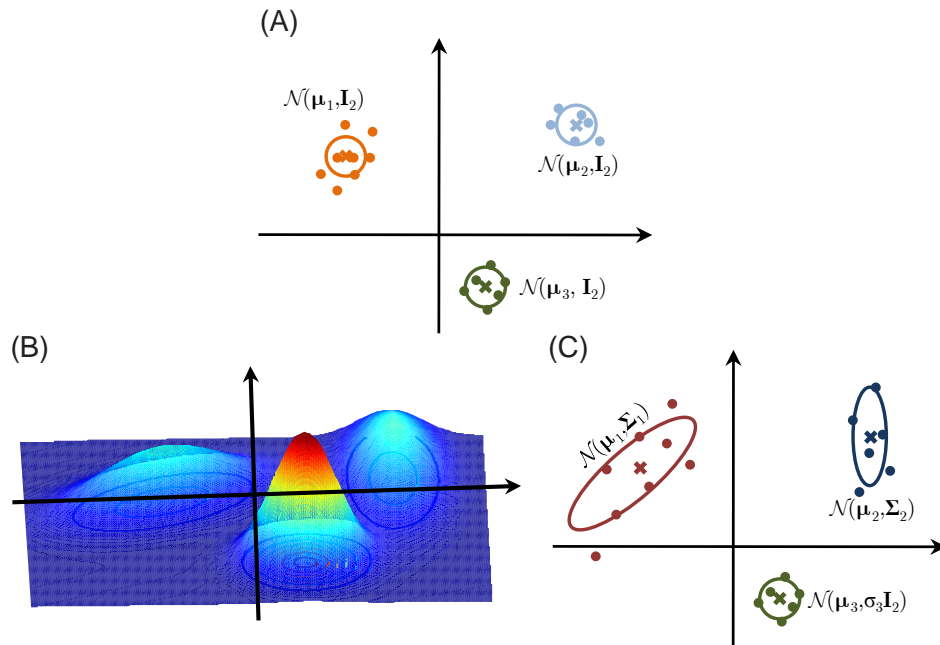 (A)
𝒩(μ₁,I₂)
𝒩(μ₂,I₂)
𝒩(μ₃, I₂)
(B)
(C)
𝒩(μ₁,Σ₁)
𝒩(μ₂,Σ₂)
𝒩(μ₃,σ₃I₂)